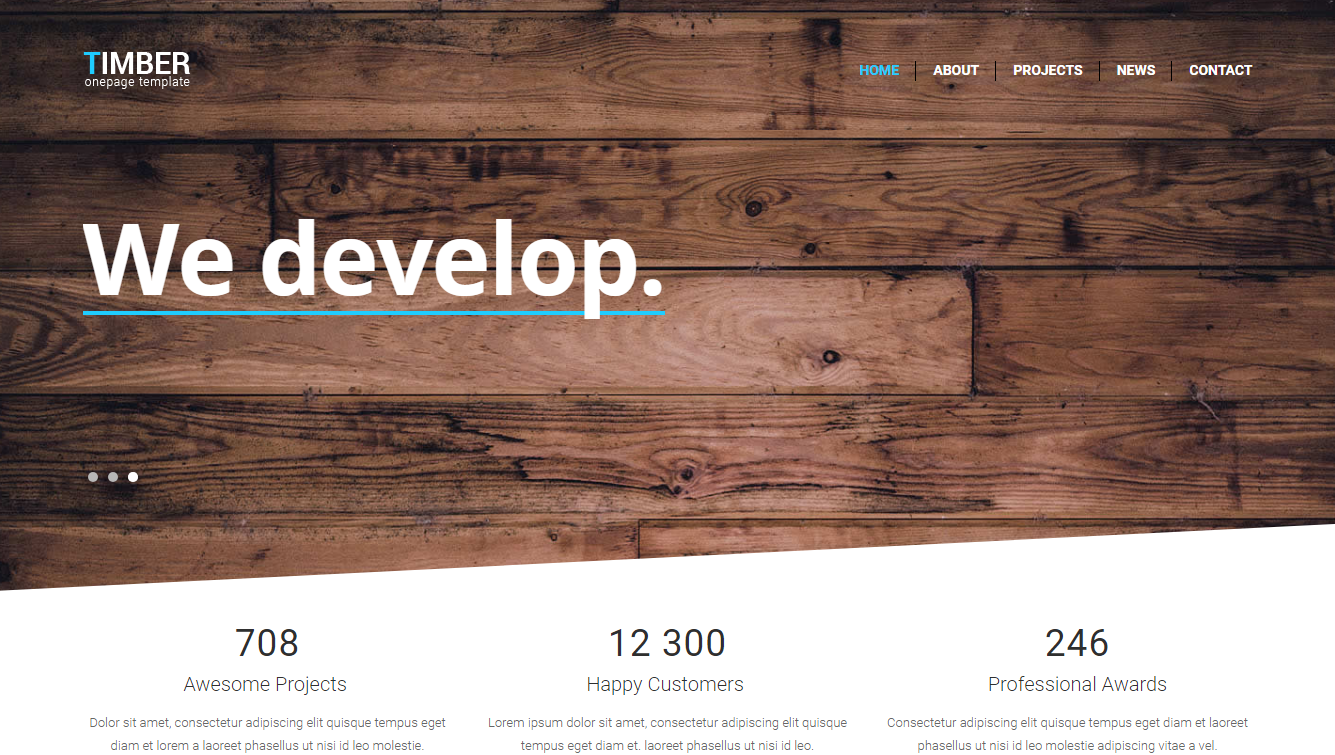 TIMBER
onepage template
HOME
ABOUT
PROJECTS
NEWS
CONTACT
We develop.
708
Awesome Projects
Dolor sit amet, consectetur adipiscing elit quisque tempus eget
diam et lorem a laoreet phasellus ut nisi id leo molestie.
12 300
Happy Customers
Lorem ipsum dolor sit amet, consectetur adipiscing elit quisque
tempus eget diam et. laoreet phasellus ut nisi id leo.
246
Professional Awards
Consectetur adipiscing elit quisque tempus eget diam et laoreet
phasellus ut nisi id leo molestie adipiscing vitae a vel.